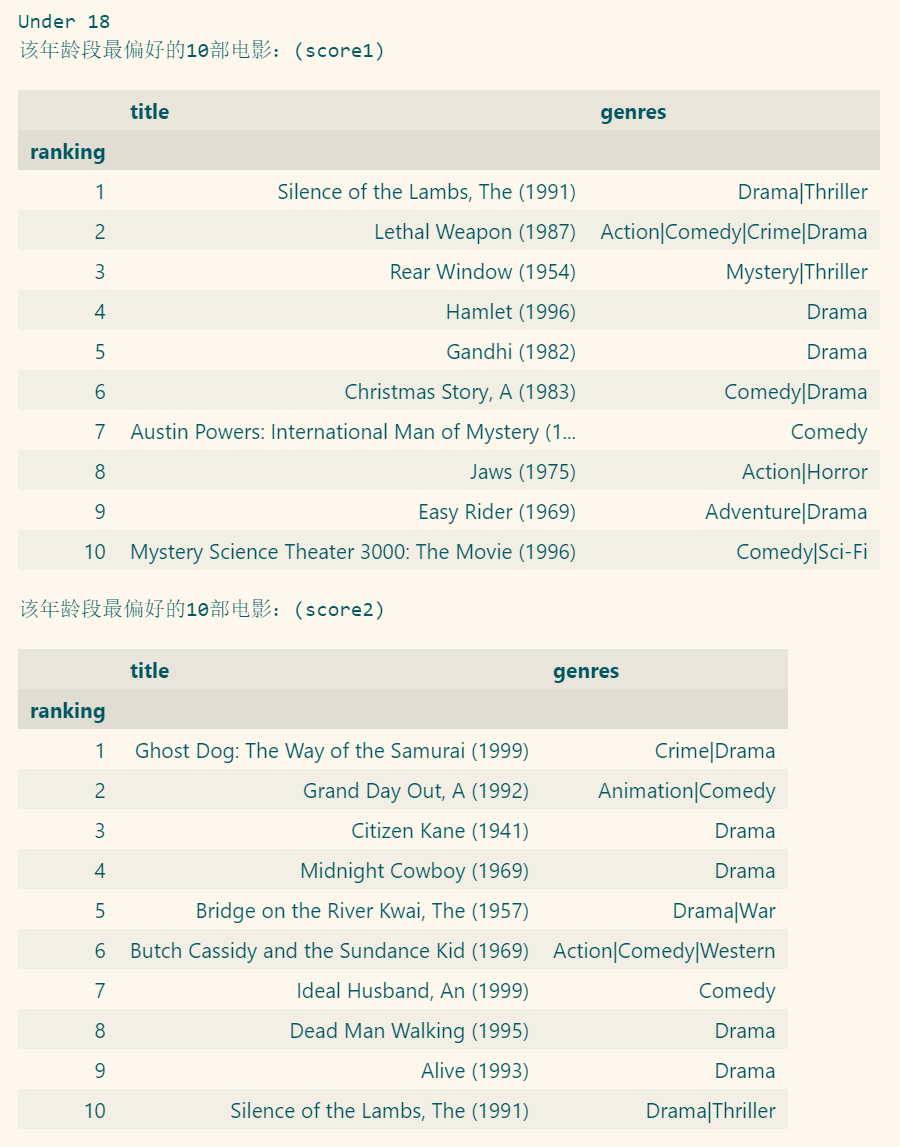 Under 18
该年龄段最偏好的10部电影：(score1)
title genres
ranking
1 Silence of the Lambs, The (1991) Drama|Thriller
2 Lethal Weapon (1987) Action|Comedy|Crime|Drama
3 Rear Window (1954) Mystery|Thriller
4 Hamlet (1996) Drama
5 Gandhi (1982) Drama
6 Christmas Story, A (1983) Comedy|Drama
7 Austin Powers: International Man of Mystery (1... Comedy
8 Jaws (1975) Action|Horror
9 Easy Rider (1969) Adventure|Drama
10 Mystery Science Theater 3000: The Movie (1996) Comedy|Sci-Fi
该年龄段最偏好的10部电影：(score2)
title genres
ranking
1 Ghost Dog: The Way of the Samurai (1999) Crime|Drama
2 Grand Day Out, A (1992) Animation|Comedy
3 Citizen Kane (1941) Drama
4 Midnight Cowboy (1969) Drama
5 Bridge on the River Kwai, The (1957) Drama|War
6 Butch Cassidy and the Sundance Kid (1969) Action|Comedy|Western
7 Ideal Husband, An (1999) Comedy
8 Dead Man Walking (1995) Drama
9 Alive (1993) Drama
10 Silence of the Lambs, The (1991) Drama|Thriller